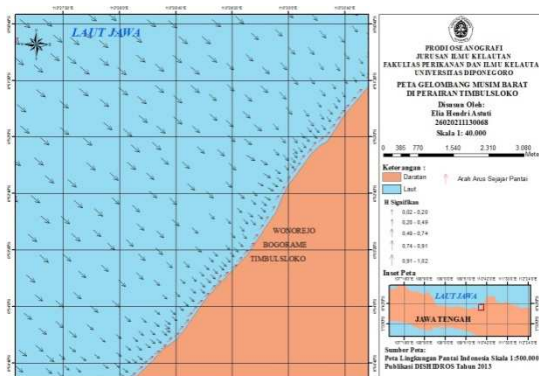 LAUT JAWA
WONOREJO
BOGORAME
TIMBULSLOKO
PRODI OSEANOGRAFI
JURUSAN ILMU KELAUTAN
FAKULTAS PERIKANAN DAN ILMU KELAUTA
UNIVERSITAS DIPONEGORO
PETA GELOMBANG MUSIM BARAT
DI PERAIRAN TIMBULSLOKO
Disusun Oleh:
Elia Hendri Astuti
26020211130068
Skala 1: 40.000
0 385 770 1.540 2.310 3.080
Mete
Keterangan :
Daratan
Arah Arus Sejajar Pantai
Laut
H Signifikan
0,02 - 0,20
0,20 - 0,49
0,49 - 0,74
0,74 - 0,91
0,91 - 1,02
Inset Peta
LAUT JAWA
JAWA TENGAH
Sumber Peta:
Peta Lingkungan Pantai Indonesia Skala 1:500.000
Publikasi DISHIDROS Tahun 2013